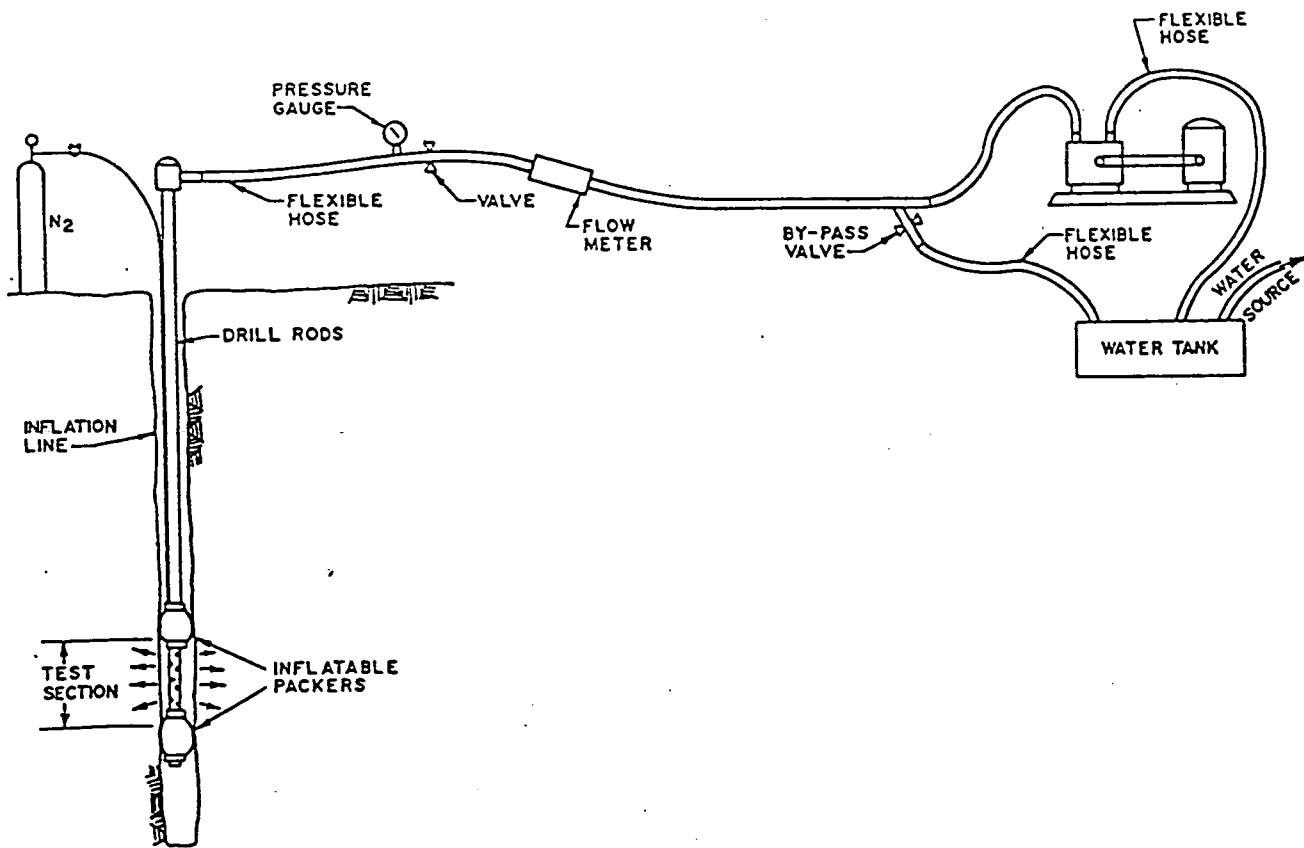 FLEXIBLE
HOSE
PRESSURE
GAUGE
N2
FLEXIBLE
HOSE
VALVE
FLOW
METER
BY-PASS
VALVE
FLEXIBLE
HOSE
WATER
SOURCE
WATER TANK
DRILL RODS
INFLATION
LINE
TEST
SECTION
INFLATABLE
PACKERS